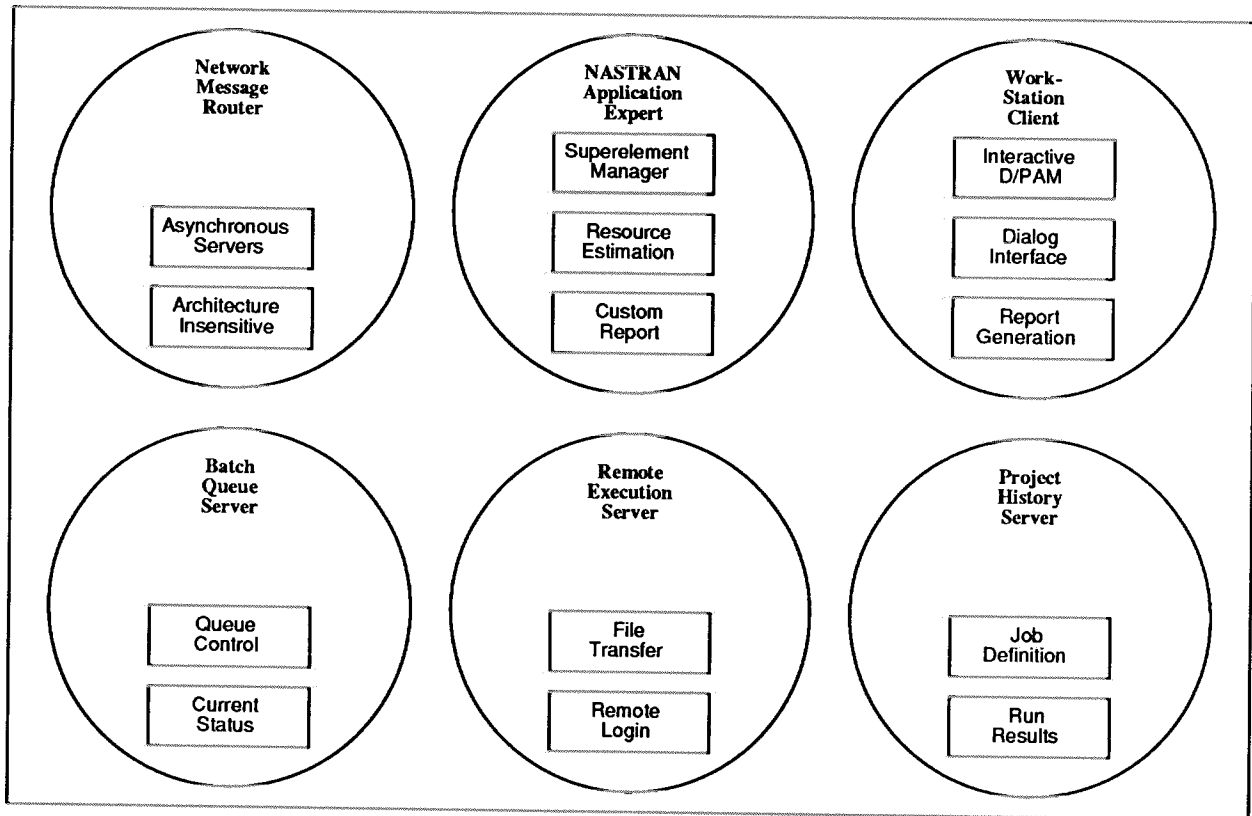 Network
Message
Router
Asynchronous
Servers
Architecture
Insensitive
NASTRAN
Application
Expert
Superelement
Manager
Resource
Estimation
Custom
Report
Work-
Station
Client
Interactive
D/PAM
Dialog
Interface
Report
Generation
Batch
Queue
Server
Queue
Control
Current
Status
Remote
Execution
Server
File
Transfer
Remote
Login
Project
History
Server
Job
Definition
Run
Results